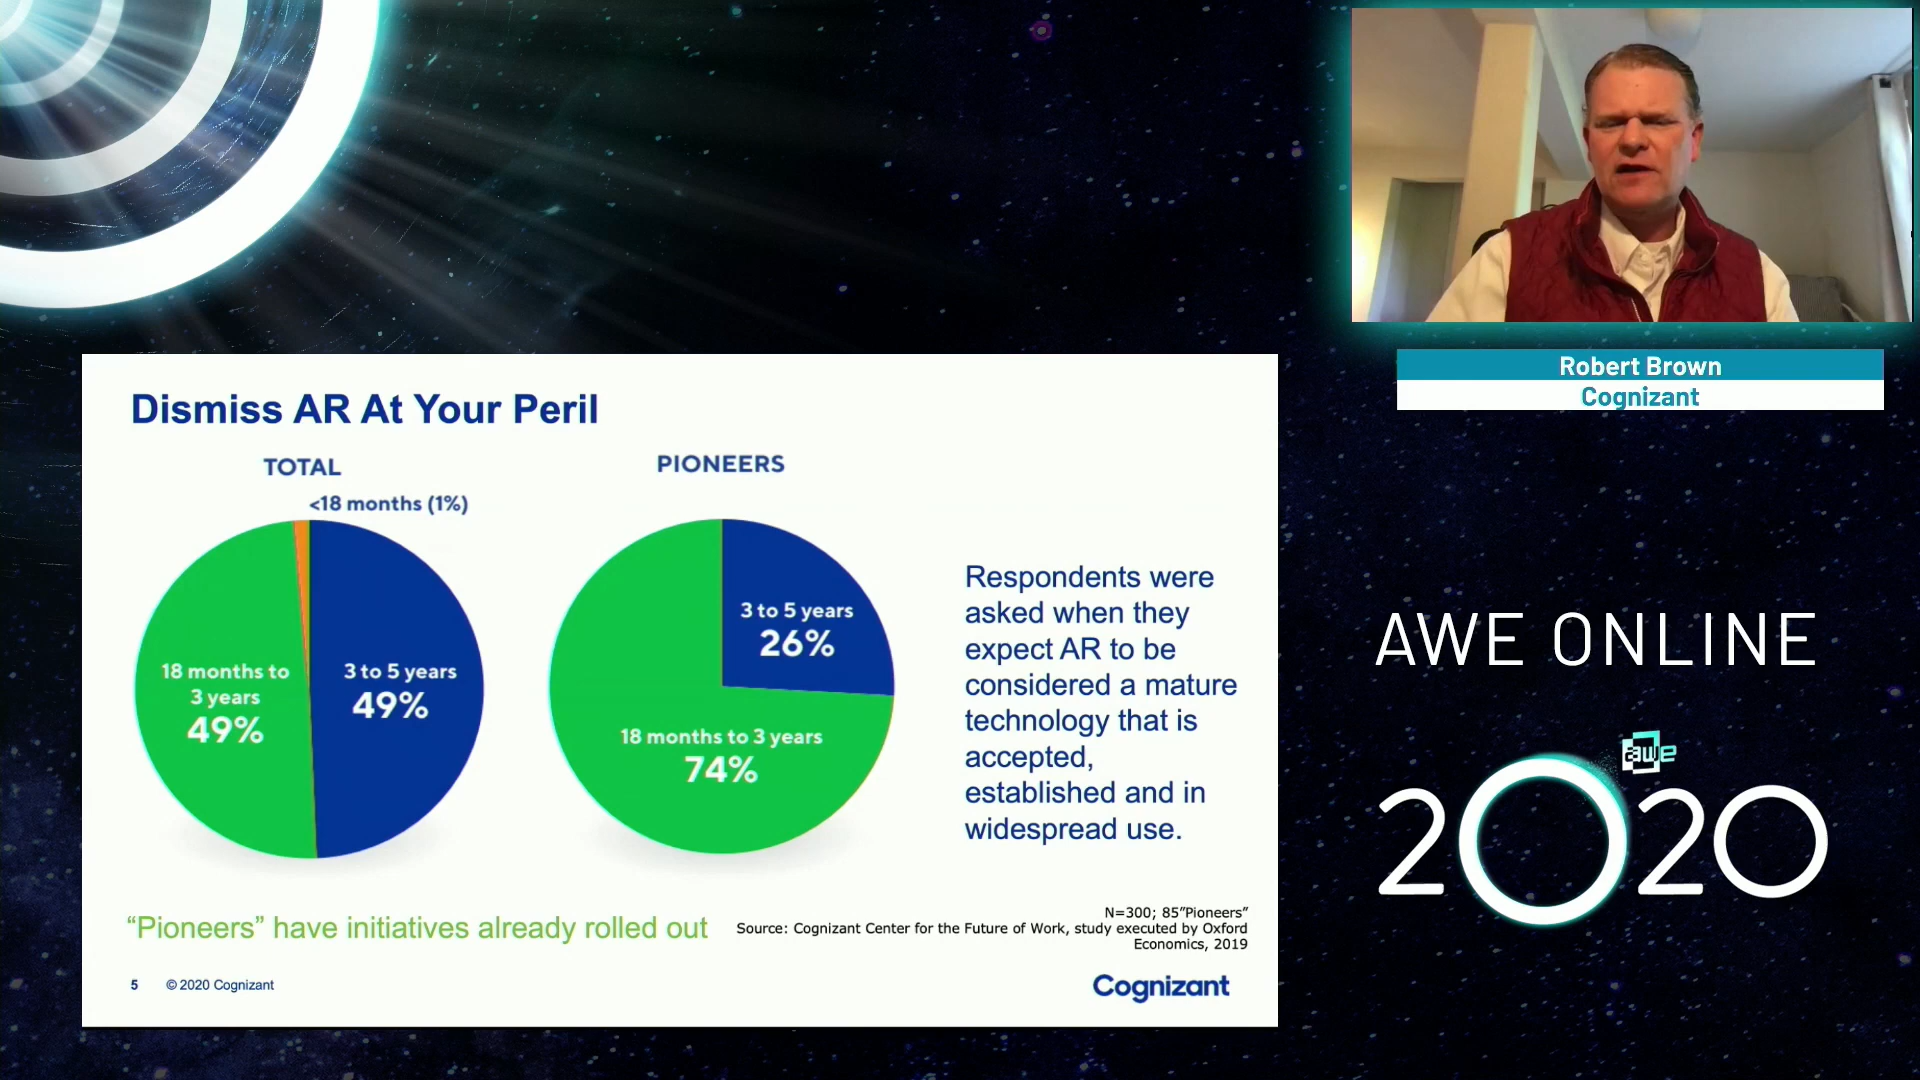 Robert Brown
Cognizant
Dismiss AR At Your Peril
TOTAL
<18 months (1%)
18 months to
3 years
49%
3 to 5 years
49%
PIONEERS
3 to 5 years
26%
18 months to 3 years
74%
Respondents were
asked when they
expect AR to be
considered a mature
technology that is
accepted,
established and in
widespread use.
“Pioneers” have initiatives already rolled out
N=300; 85”Pioneers”
Source: Cognizant Center for the Future of Work, study executed by Oxford
Economics, 2019
5 © 2020 Cognizant
Cognizant
AWE ONLINE
awe
2020